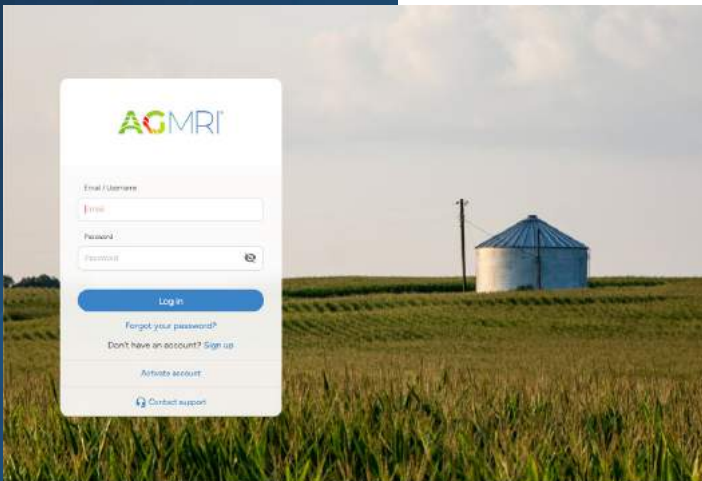 AGMRI
Email / Username
Email
Password
Password
Log in
Forgot your password?
Don't have an account? Sign up
Activate account
Contact support